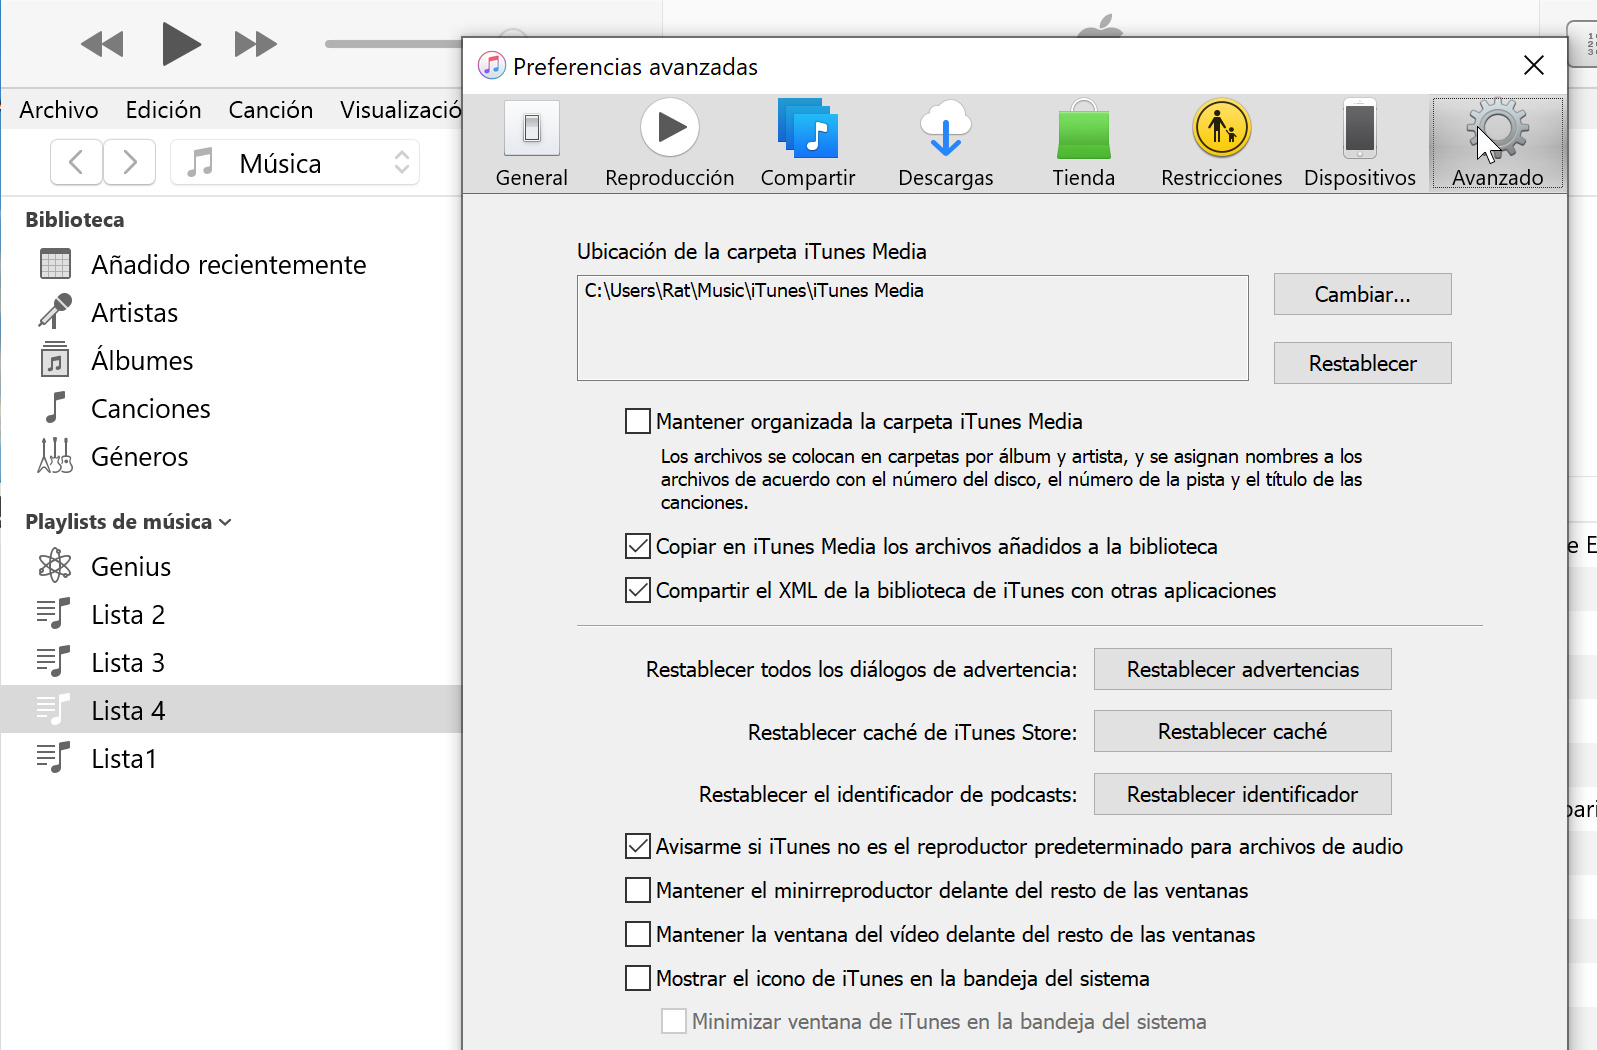 Preferencias avanzadas
Archivo Edición Canción Visualizació
General Reproducción Compartir Descargas Tienda Restricciones Dispositivos Avanzado
Música
Biblioteca
Añadido recientemente
Artistas
Álbumes
Canciones
Géneros
Playlists de música
Genius
Lista 2
Lista 3
Lista 4
Lista1
Ubicación de la carpeta iTunes Media
C:\Users\Rat\Music\iTunes\iTunes Media
Cambiar...
Restablecer
Mantener organizada la carpeta iTunes Media
Los archivos se colocan en carpetas por álbum y artista, y se asignan nombres a los
archivos de acuerdo con el número del disco, el número de la pista y el título de las
canciones.
Copiar en iTunes Media los archivos añadidos a la biblioteca
Compartir el XML de la biblioteca de iTunes con otras aplicaciones
Restablecer todos los diálogos de advertencia: Restablecer advertencias
Restablecer caché de iTunes Store: Restablecer caché
Restablecer el identificador de podcasts: Restablecer identificador
Avisarme si iTunes no es el reproductor predeterminado para archivos de audio
Mantener el minirreproductor delante del resto de las ventanas
Mantener la ventana del vídeo delante del resto de las ventanas
Mostrar el icono de iTunes en la bandeja del sistema
Minimizar ventana de iTunes en la bandeja del sistema